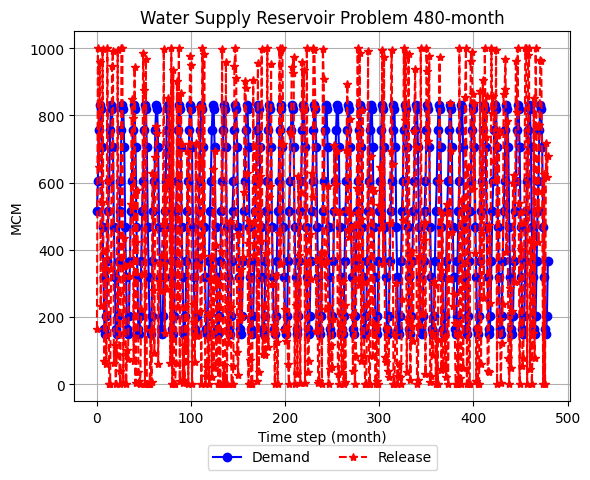 Water Supply Reservoir Problem 480-month
1000
800
600
400
200
0
MCM
0 100 200 300 400 500
Time step (month)
Demand Release